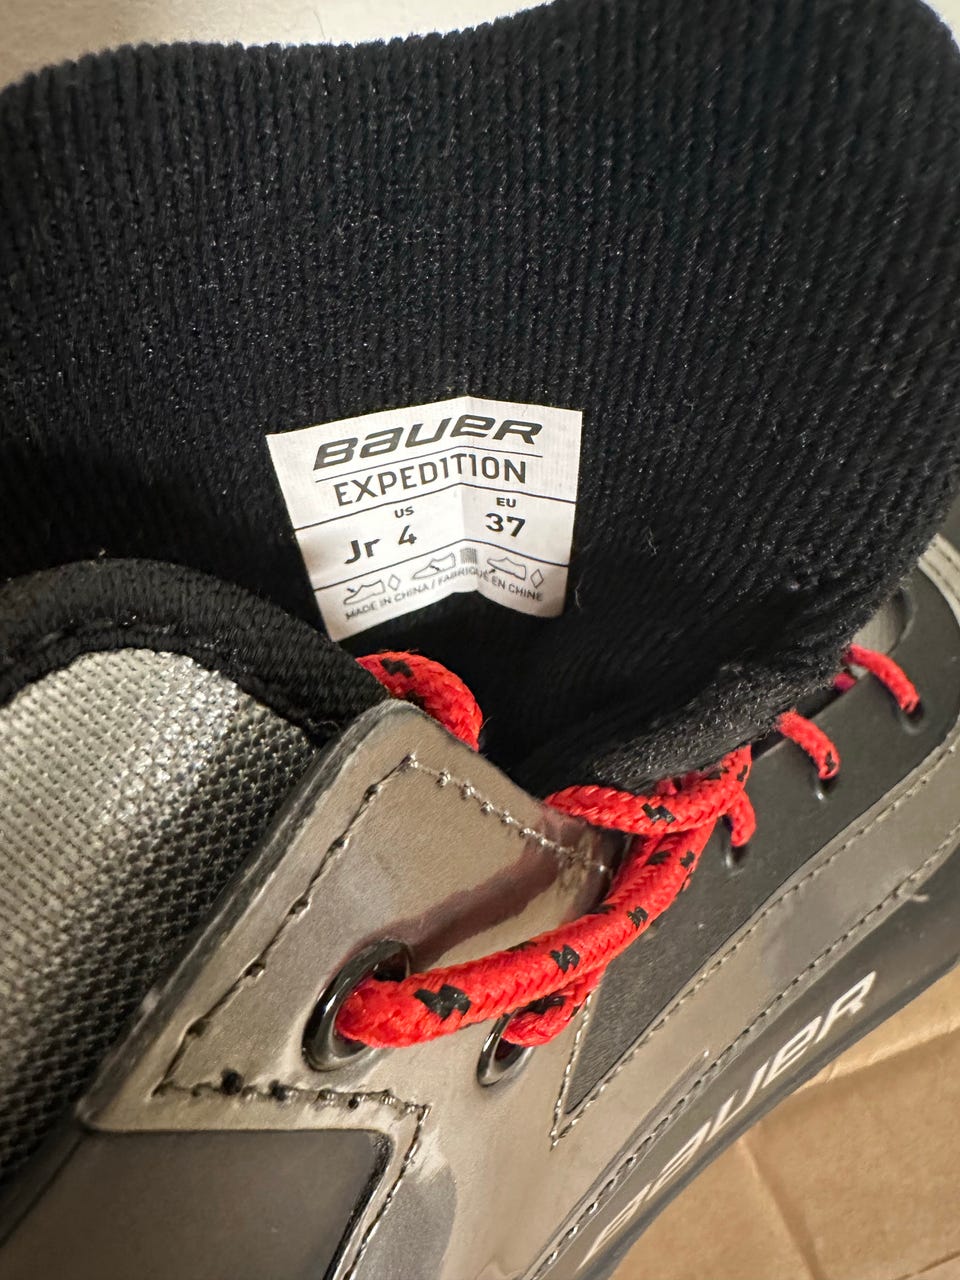 BAUER
EXPEDITION
US EU
Jr 4 37
MADE IN CHINA / FABRIQUÉ EN CHINE
BAUER